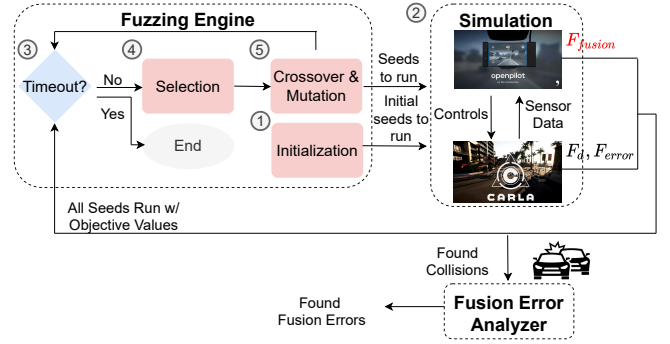 Fuzzing Engine
② Simulation
③
④
⑤
Timeout?
No
Yes
Selection
Crossover &
Mutation
End
①
Initialization
Seeds to
run
Initial
seeds to
run
openpilot
,
F_fusion
Controls
Sensor
Data
F_d, F_error
CARLA
All Seeds Run w/
Objective Values
Found
Collisions
Found
Fusion Errors
Fusion Error
Analyzer